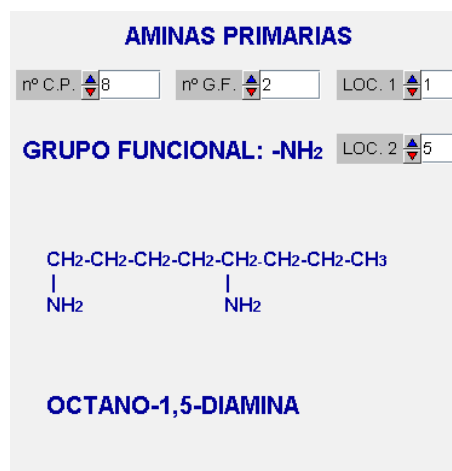 AMINAS PRIMARIAS
nº C.P. 8 nº G.F. 2 LOC. 1 1
GRUPO FUNCIONAL: -NH2 LOC. 2 5
CH2-CH2-CH2-CH2-CH2-CH2-CH2-CH3
| |
NH2 NH2
OCTANO-1,5-DIAMINA